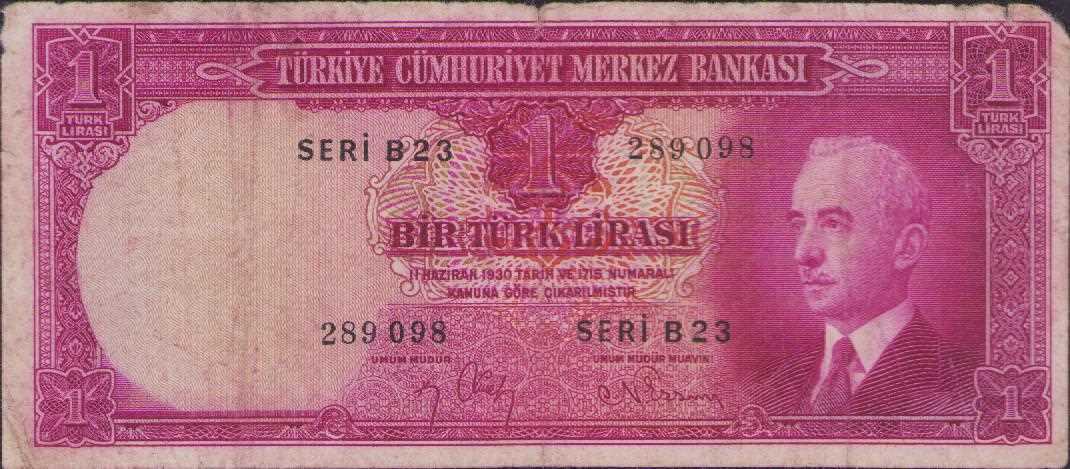 1
TÜRK
LİRASI
TÜRKİYE CÜMHURİYET MERKEZ BANKASI
1
TÜRK
LİRASI
SERİ B23
1
289098
BİR TÜRK LİRASI
11 HAZİRAN 1930 TARİH VE 1715 NUMARALI
KANUNA GÖRE ÇIKARILMIŞTIR
289098
SERİ B23
UMUM MÜDÜR
UMUM MÜDÜR MUAVİNİ
1
1